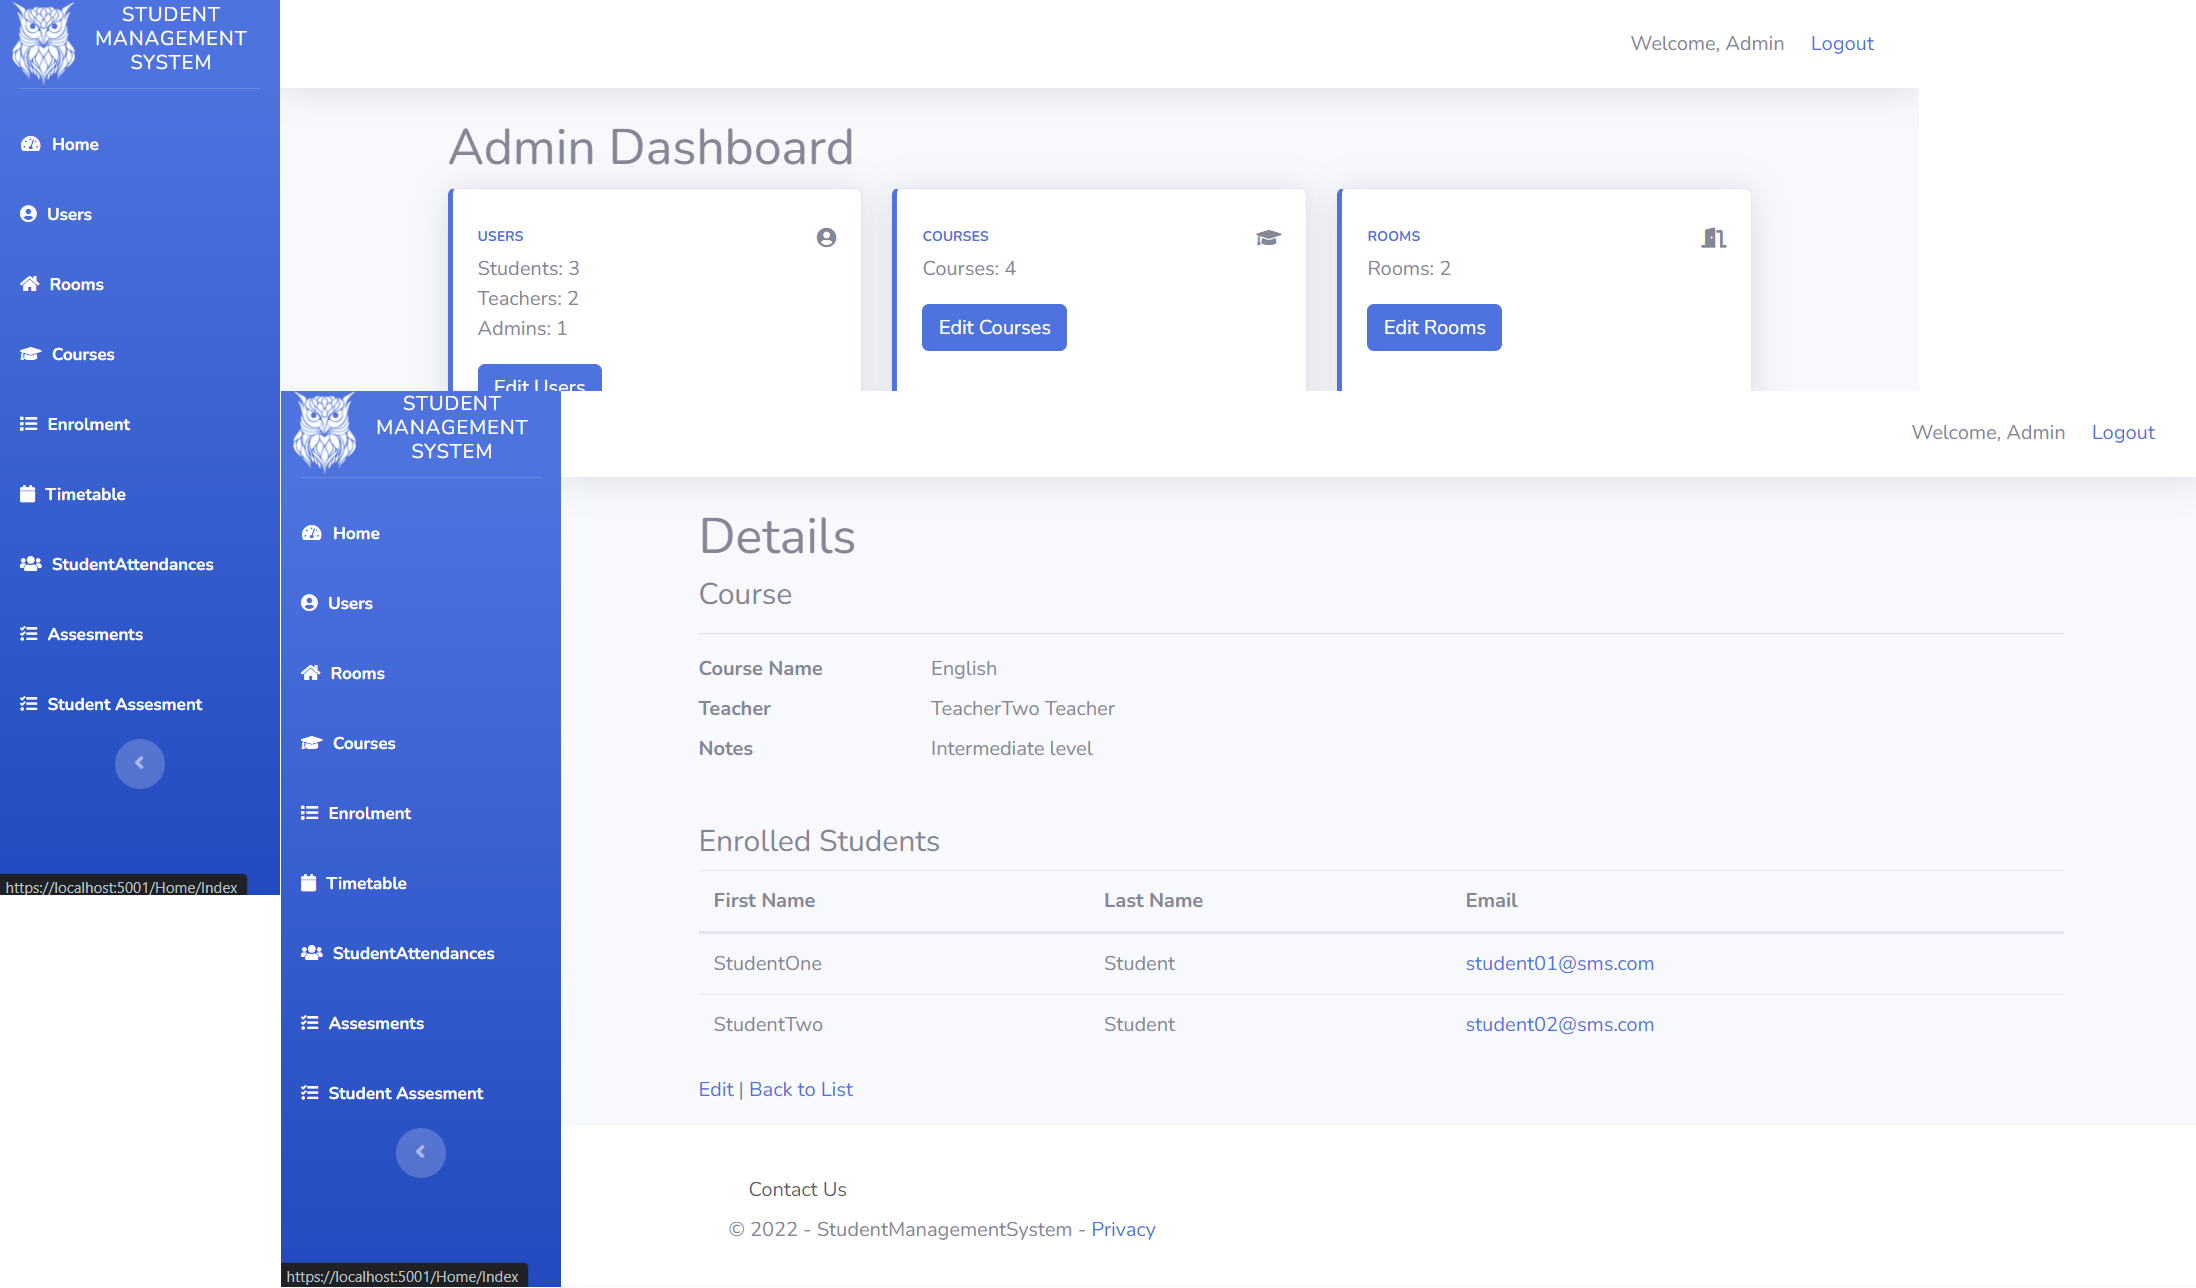 STUDENT
MANAGEMENT
SYSTEM
Home
Users
Rooms
Courses
Enrolment
Timetable
StudentAttendances
Assesments
Student Assesment
https://localhost:5001/Home/Index
Welcome, Admin Logout
Admin Dashboard
USERS
Students: 3
Teachers: 2
Admins: 1
Edit Users
COURSES
Courses: 4
Edit Courses
ROOMS
Rooms: 2
Edit Rooms
STUDENT
MANAGEMENT
SYSTEM
Home
Users
Rooms
Courses
Enrolment
Timetable
StudentAttendances
Assesments
Student Assesment
https://localhost:5001/Home/Index
Welcome, Admin Logout
Details
Course
Course Name English
Teacher TeacherTwo Teacher
Notes Intermediate level
Enrolled Students
First Name Last Name Email
StudentOne Student student01@sms.com
StudentTwo Student student02@sms.com
Edit | Back to List
Contact Us
© 2022 - StudentManagementSystem - Privacy